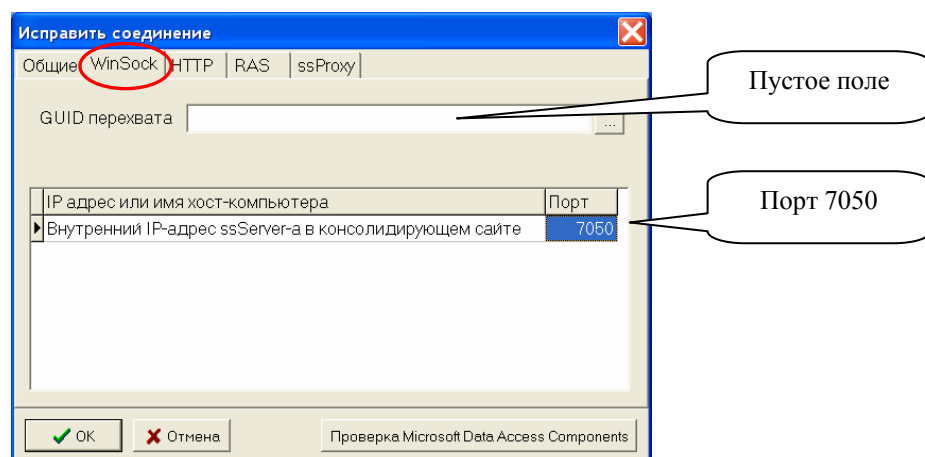 Исправить соединение
Общие WinSock HTTP RAS ssProxy
Пустое поле
GUID перехвата ...
IP адрес или имя хост-компьютера Порт
Порт 7050
Внутренний IP-адрес ssServer-а в консолидирующем сайте 7050
OK Отмена Проверка Microsoft Data Access Components